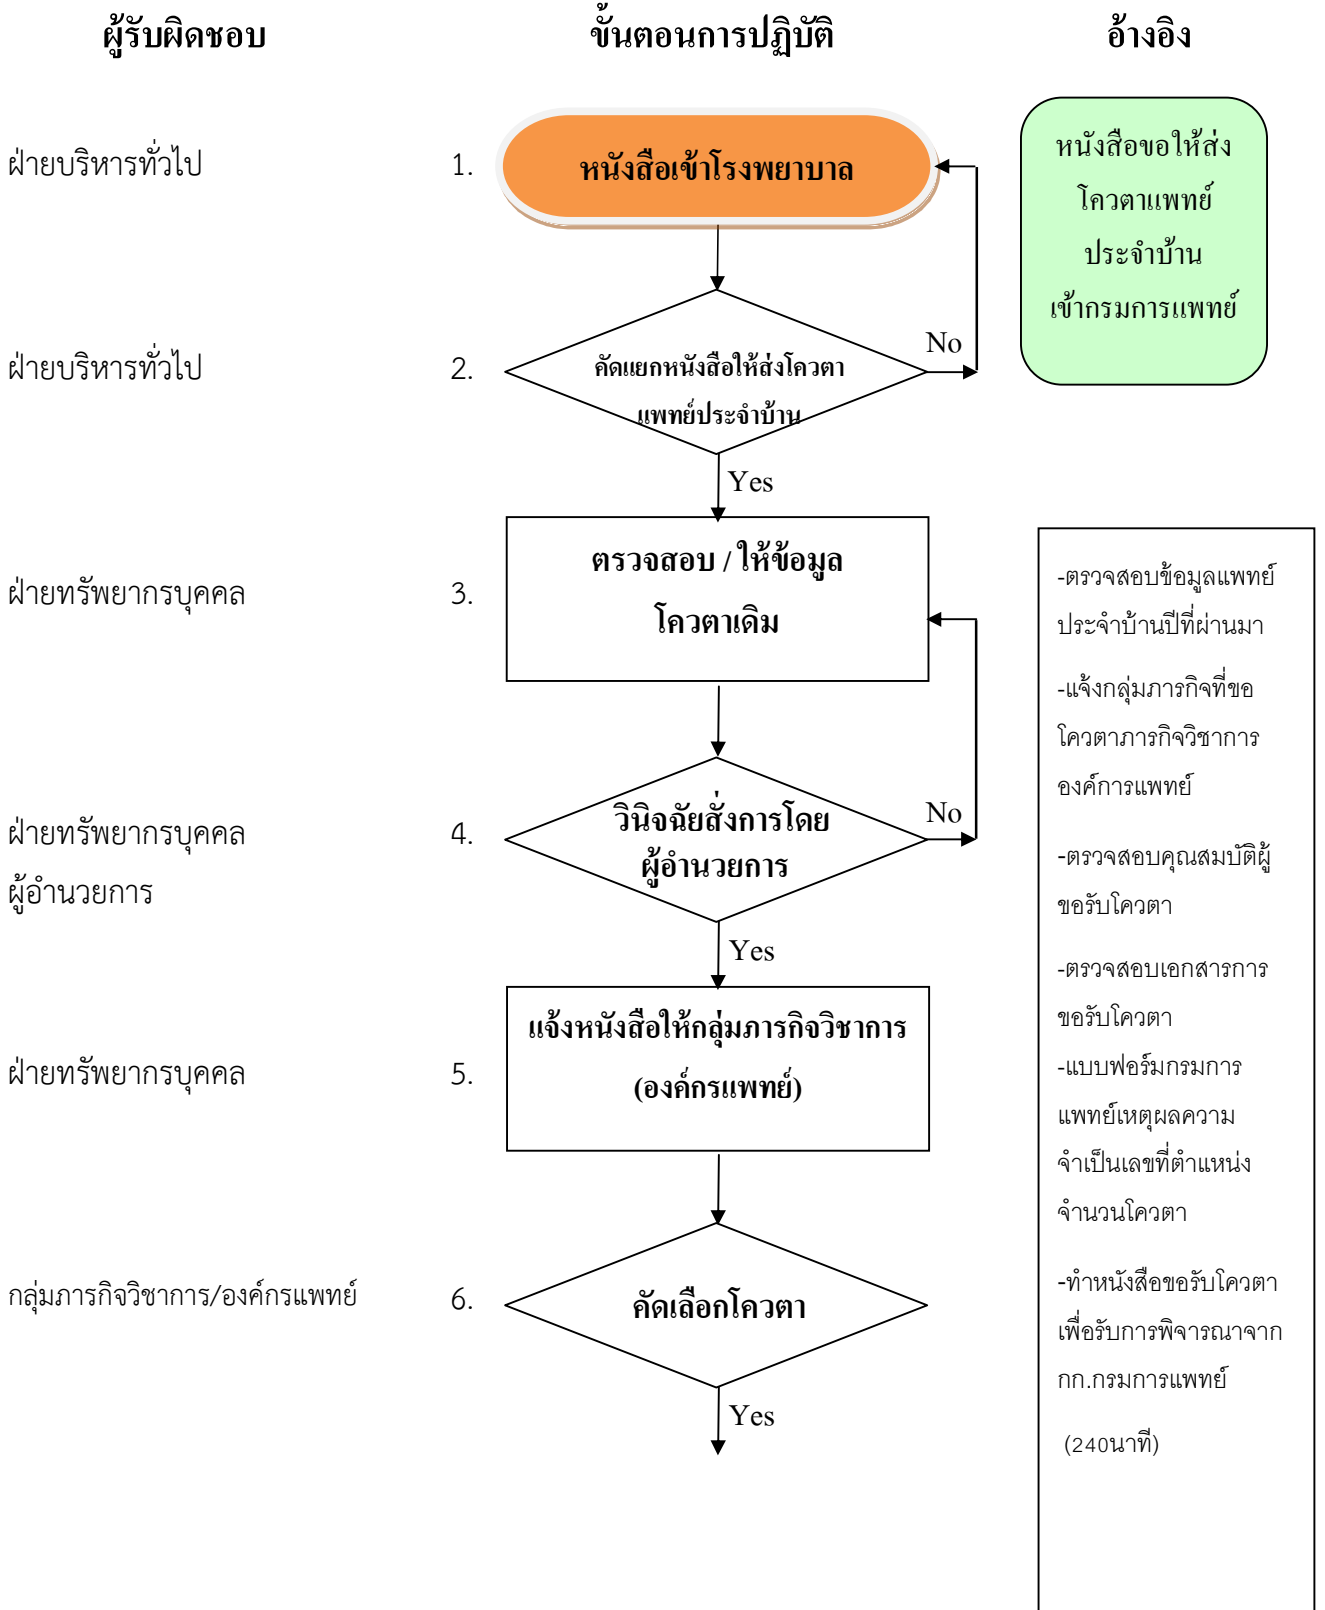 ผู้รับผิดชอบ
ขั้นตอนการปฏิบัติ
อ้างอิง
ฝ่ายบริหารทั่วไป
1.
หนังสือเข้าโรงพยาบาล
หนังสือขอให้ส่ง
โควตาแพทย์
ประจำบ้าน
เข้ากรมการแพทย์
ฝ่ายบริหารทั่วไป
2.
คัดแยกหนังสือให้ส่งโควตา
แพทย์ประจำบ้าน
No
Yes
ฝ่ายทรัพยากรบุคคล
3.
ตรวจสอบ / ให้ข้อมูล
โควตาเดิม
ฝ่ายทรัพยากรบุคคล
ผู้อำนวยการ
4.
วินิจฉัยสั่งการโดย
ผู้อำนวยการ
No
Yes
ฝ่ายทรัพยากรบุคคล
5.
แจ้งหนังสือให้กลุ่มภารกิจวิชาการ
(องค์กรแพทย์)
กลุ่มภารกิจวิชาการ/องค์กรแพทย์
6.
คัดเลือกโควตา
Yes
-ตรวจสอบข้อมูลแพทย์
ประจำบ้านปีที่ผ่านมา
-แจ้งกลุ่มภารกิจที่ขอ
โควตาภารกิจวิชาการ
องค์การแพทย์
-ตรวจสอบคุณสมบัติผู้
ขอรับโควตา
-ตรวจสอบเอกสารการ
ขอรับโควตา
-แบบฟอร์มกรมการ
แพทย์เหตุผลความ
จำเป็นเลขที่ตำแหน่ง
จำนวนโควตา
-ทำหนังสือขอรับโควตา
เพื่อรับการพิจารณาจาก
กก.กรมการแพทย์
(240นาที)